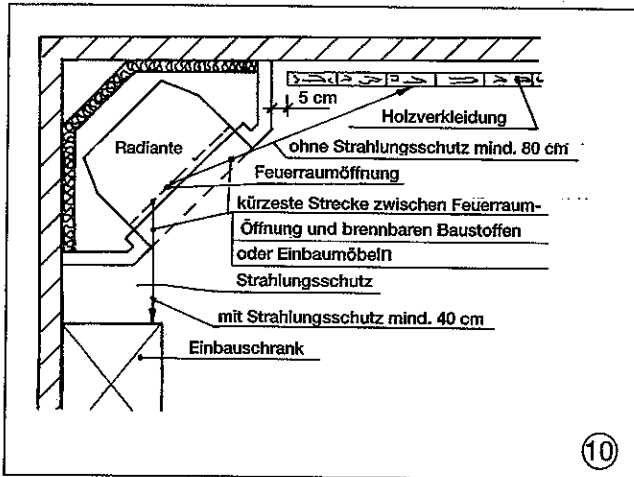 5 cm
Holzverkleidung
Radiante
ohne Strahlungsschutz mind. 80 cm
Feuerraumöffnung
kürzeste Strecke zwischen Feuerraum-
Öffnung und brennbaren Baustoffen
oder Einbaumöbeln
Strahlungsschutz
mit Strahlungsschutz mind. 40 cm
Einbauschrank
10